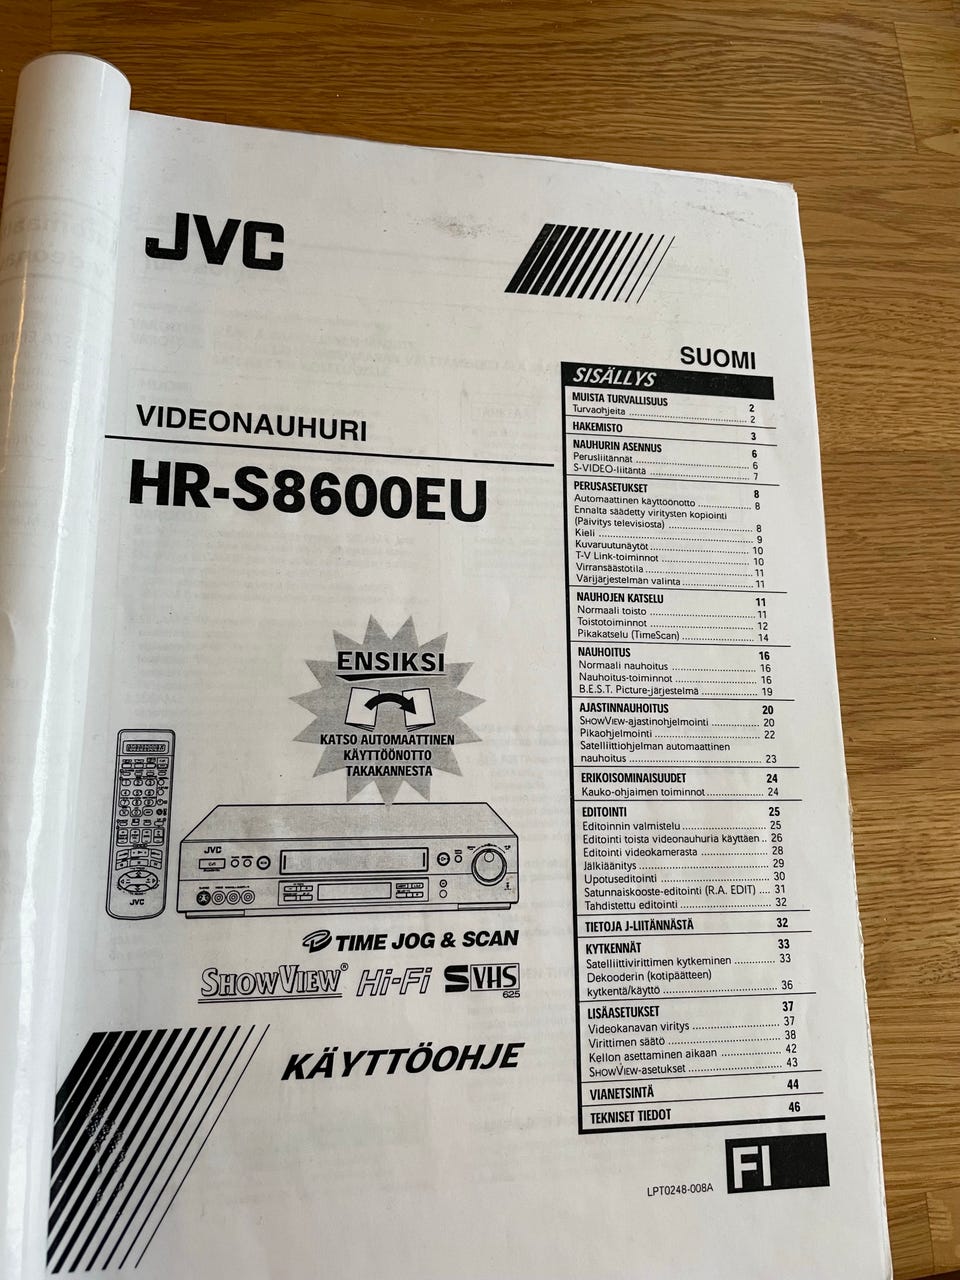 JVC
SUOMI
VIDEONAUHURI
HR-S8600EU
ENSIKSI
KATSO AUTOMAATTINEN
KÄYTTÖÖNOTTO
TAKAKANNESTA
JVC
JVC
TIME JOG & SCAN
SHOWVIEW® Hi-Fi SVHS
625
KÄYTTÖOHJE
SISÄLLYS
MUISTA TURVALLISUUS 2
Turvaohjeita 2
HAKEMISTO 3
NAUHURIN ASENNUS 6
Perusliitännät 6
S-VIDEO-liitäntä 7
PERUSASETUKSET 8
Automaattinen käyttöönotto 8
Ennalta säädetty viritysten kopiointi
(Päivitys televisiosta) 8
Kieli 9
Kuvaruutunäytöt 10
T-V Link-toiminnot 10
Virransäästötila 11
Värijärjestelmän valinta 11
NAUHOJEN KATSELU 11
Normaali toisto 11
Toistotoiminnot 12
Pikakatselu (TimeScan) 14
NAUHOITUS 16
Normaali nauhoitus 16
Nauhoitus-toiminnot 16
B.E.S.T. Picture-järjestelmä 19
AJASTINNAUHOITUS 20
SHOWVIEW-ajastinohjelmointi 20
Pikaohjelmointi 22
Satelliittiohjelman automaattinen
nauhoitus 23
ERIKOISOMINAISUUDET 24
Kauko-ohjaimen toiminnot 24
EDITOINTI 25
Editoinnin valmistelu 25
Editointi toista videonauhuria käyttäen 26
Editointi videokamerasta 28
Jälkiäänitys 29
Upotuseditointi 30
Satunnaiskooste-editointi (R.A. EDIT) 31
Tahdistettu editointi 32
TIETOJA J-LIITÄNNÄSTÄ 32
KYTKENNÄT 33
Satelliittivirittimen kytkeminen 33
Dekooderin (kotipäätteen)
kytkentä/käyttö 36
LISÄASETUKSET 37
Videokanavan viritys 37
Virittimen säätö 38
Kellon asettaminen aikaan 42
SHOWVIEW-asetukset 43
VIANETSINTÄ 44
TEKNISET TIEDOT 46
FI
LPT0248-008A